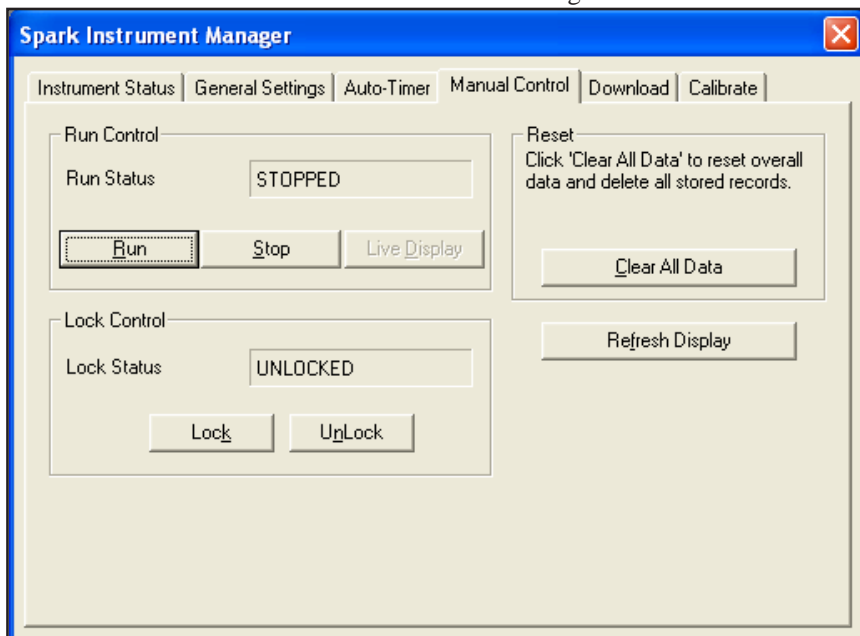 Spark Instrument Manager
Instrument Status General Settings Auto-Timer Manual Control Download Calibrate
Run Control
Run Status STOPPED
Run Stop Live Display
Lock Control
Lock Status UNLOCKED
Lock UnLock
Reset
Click 'Clear All Data' to reset overall
data and delete all stored records.
Clear All Data
Refresh Display